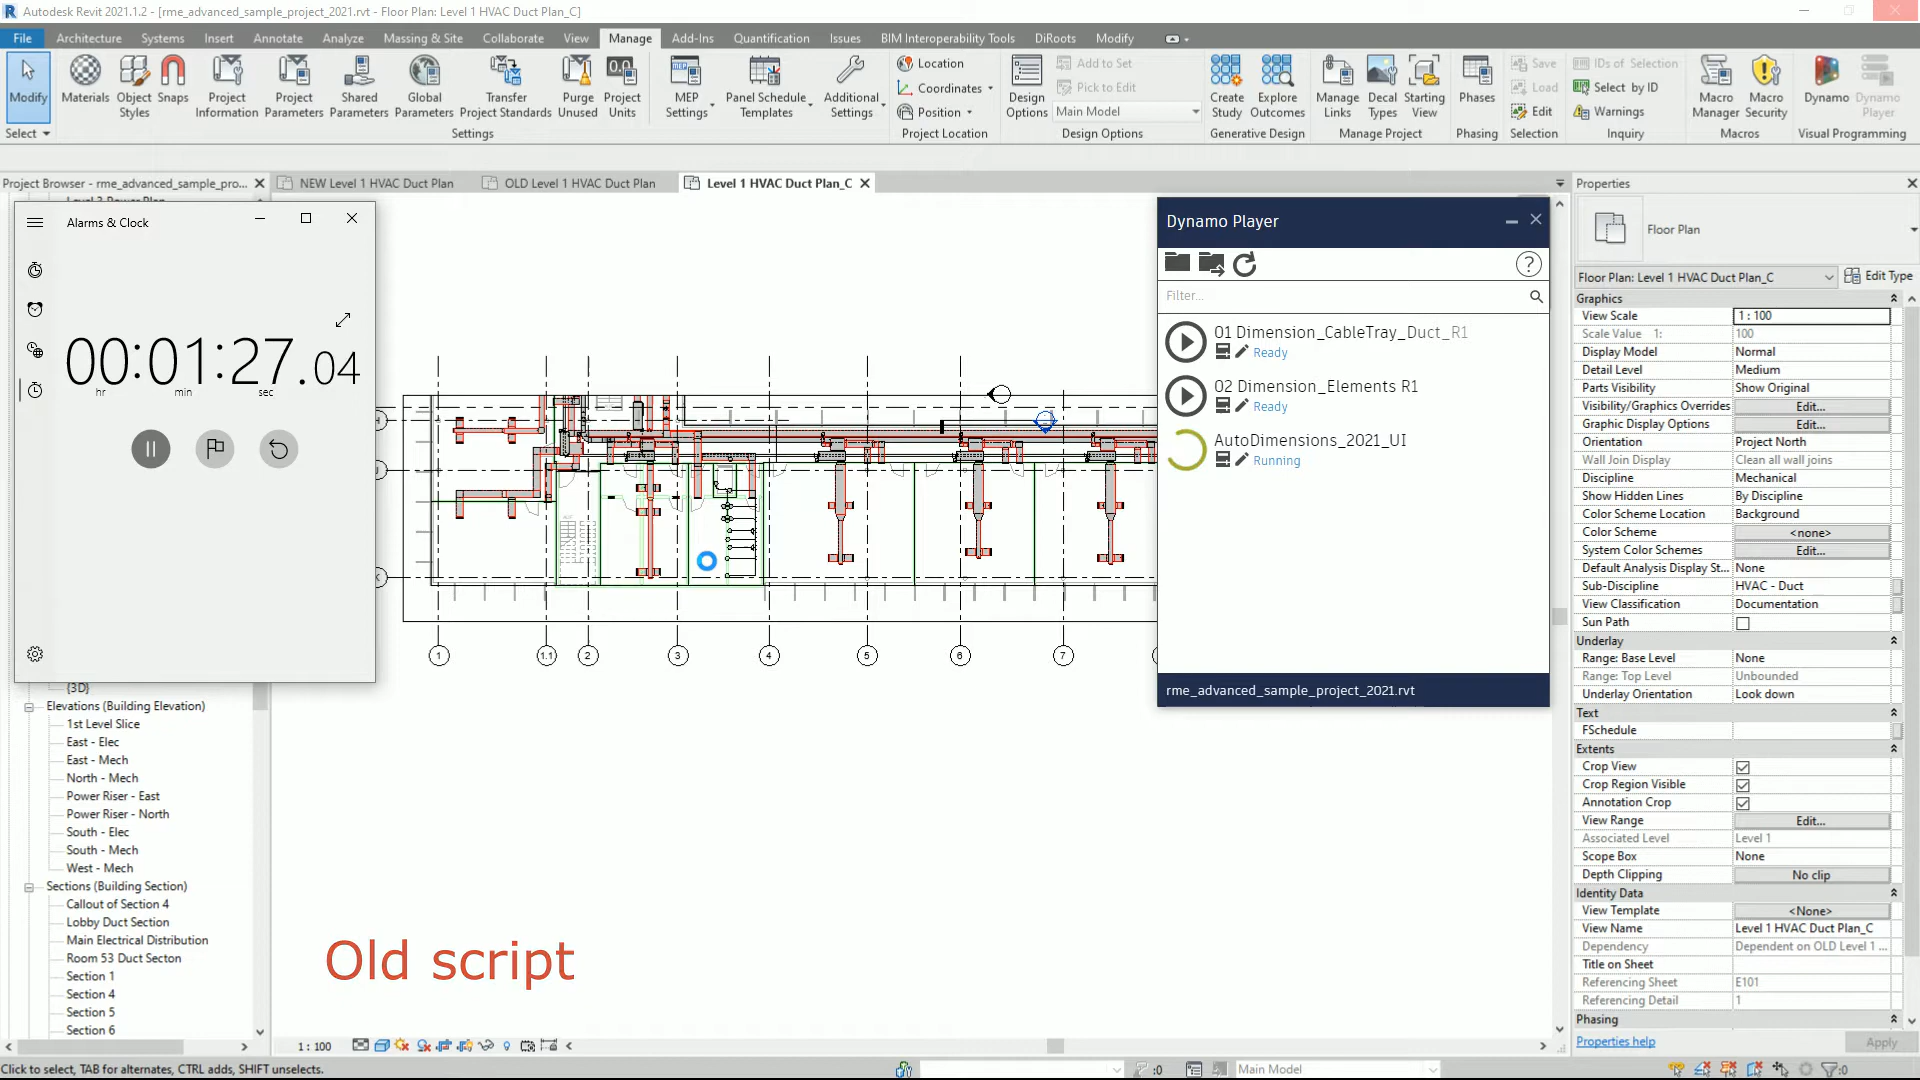 Autodesk Revit 2021.1.2 - [rme_advanced_sample_project_2021.rvt - Floor Plan: Level 1 HVAC Duct Plan_C]
File Architecture Systems Insert Annotate Analyze Massing & Site Collaborate View Manage Add-Ins Quantification Issues BIM Interoperability Tools DiRoots Modify
Modify
Select
Materials
Object Styles
Snaps
Project Information
Project Parameters
Shared Parameters
Global Parameters
Transfer Project Standards
Purge Unused
Project Units
Settings
MEP Settings
Panel Schedule Templates
Additional Settings
Location
Coordinates
Position
Project Location
Design Options
Add to Set
Pick to Edit
Main Model
Design Options
Create Study
Explore Outcomes
Generative Design
Manage Links
Decal Types
Starting View
Manage Project
Phases
Phasing
Save
Load
Edit
Selection
IDs of Selection
Select by ID
Warnings
Inquiry
Macro Manager
Macro Security
Macros
Dynamo
Dynamo Player
Visual Programming
Project Browser - rme_advanced_sample_pro...
NEW Level 1 HVAC Duct Plan
OLD Level 1 HVAC Duct Plan
Level 1 HVAC Duct Plan_C
Alarms & Clock
00:01:27.04
hr min sec
{3D}
Elevations (Building Elevation)
1st Level Slice
East - Elec
East - Mech
North - Mech
Power Riser - East
Power Riser - North
South - Elec
South - Mech
West - Mech
Sections (Building Section)
Callout of Section 4
Lobby Duct Section
Main Electrical Distribution
Room 53 Duct Secton
Section 1
Section 4
Section 5
Section 6
1 1.1 2 3 4 5 6 7
Old script
Dynamo Player
?
Filter...
01 Dimension_CableTray_Duct_R1
Ready
02 Dimension_Elements R1
Ready
AutoDimensions_2021_UI
Running
rme_advanced_sample_project_2021.rvt
Properties
Floor Plan
Floor Plan: Level 1 HVAC Duct Plan_C Edit Type
Graphics
View Scale 1 : 100
Scale Value 1: 100
Display Model Normal
Detail Level Medium
Parts Visibility Show Original
Visibility/Graphics Overrides Edit...
Graphic Display Options Edit...
Orientation Project North
Wall Join Display Clean all wall joins
Discipline Mechanical
Show Hidden Lines By Discipline
Color Scheme Location Background
Color Scheme <none>
System Color Schemes Edit...
Default Analysis Display St... None
Sub-Discipline HVAC - Duct
View Classification Documentation
Sun Path
Underlay
Range: Base Level None
Range: Top Level Unbounded
Underlay Orientation Look down
Text
FSchedule
Extents
Crop View
Crop Region Visible
Annotation Crop
View Range Edit...
Associated Level Level 1
Scope Box None
Depth Clipping No clip
Identity Data
View Template <None>
View Name Level 1 HVAC Duct Plan_C
Dependency Dependent on OLD Level 1 ...
Title on Sheet
Referencing Sheet E101
Referencing Detail 1
Phasing
Properties help Apply
1 : 100
Click to select, TAB for alternates, CTRL adds, SHIFT unselects.
:0
Main Model
:0